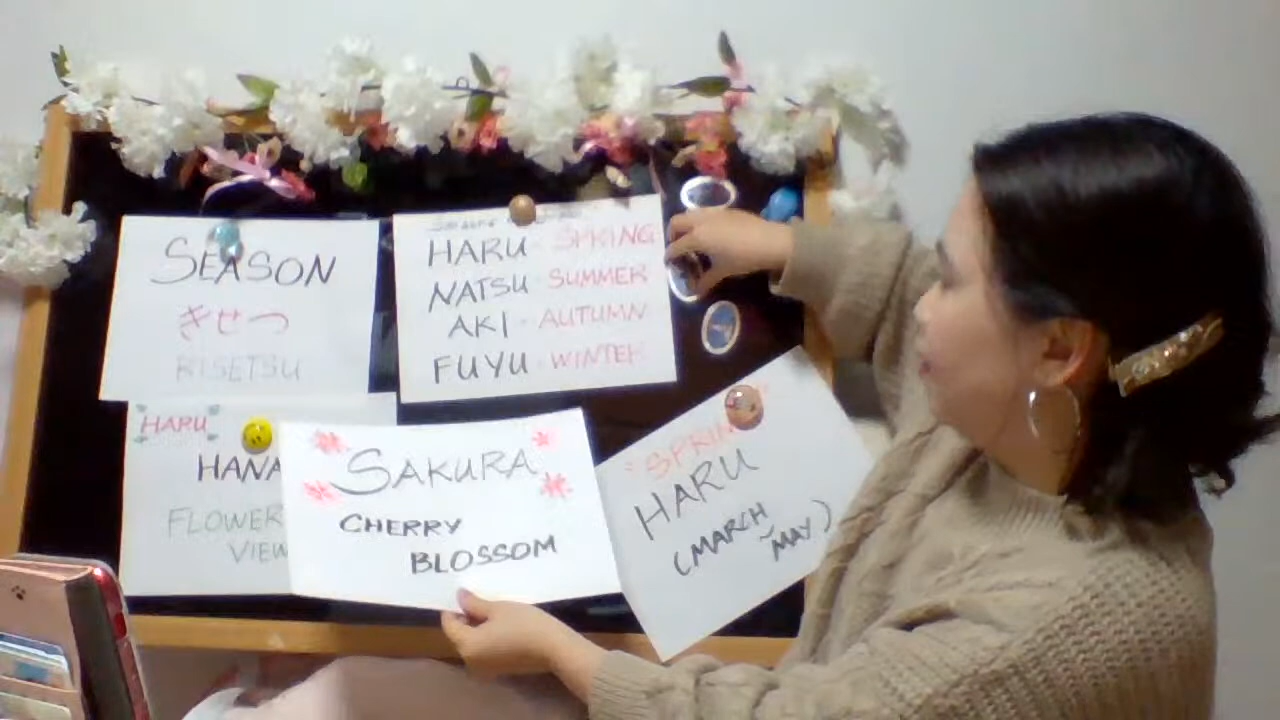 SEASON
きせつ
KISETSU
HARU - SPRING
NATSU - SUMMER
AKI - AUTUMN
FUYU - WINTER
HARU
HANA
FLOWER
VIEW
SAKURA
CHERRY
BLOSSOM
HARU
(MARCH
~ MAY)